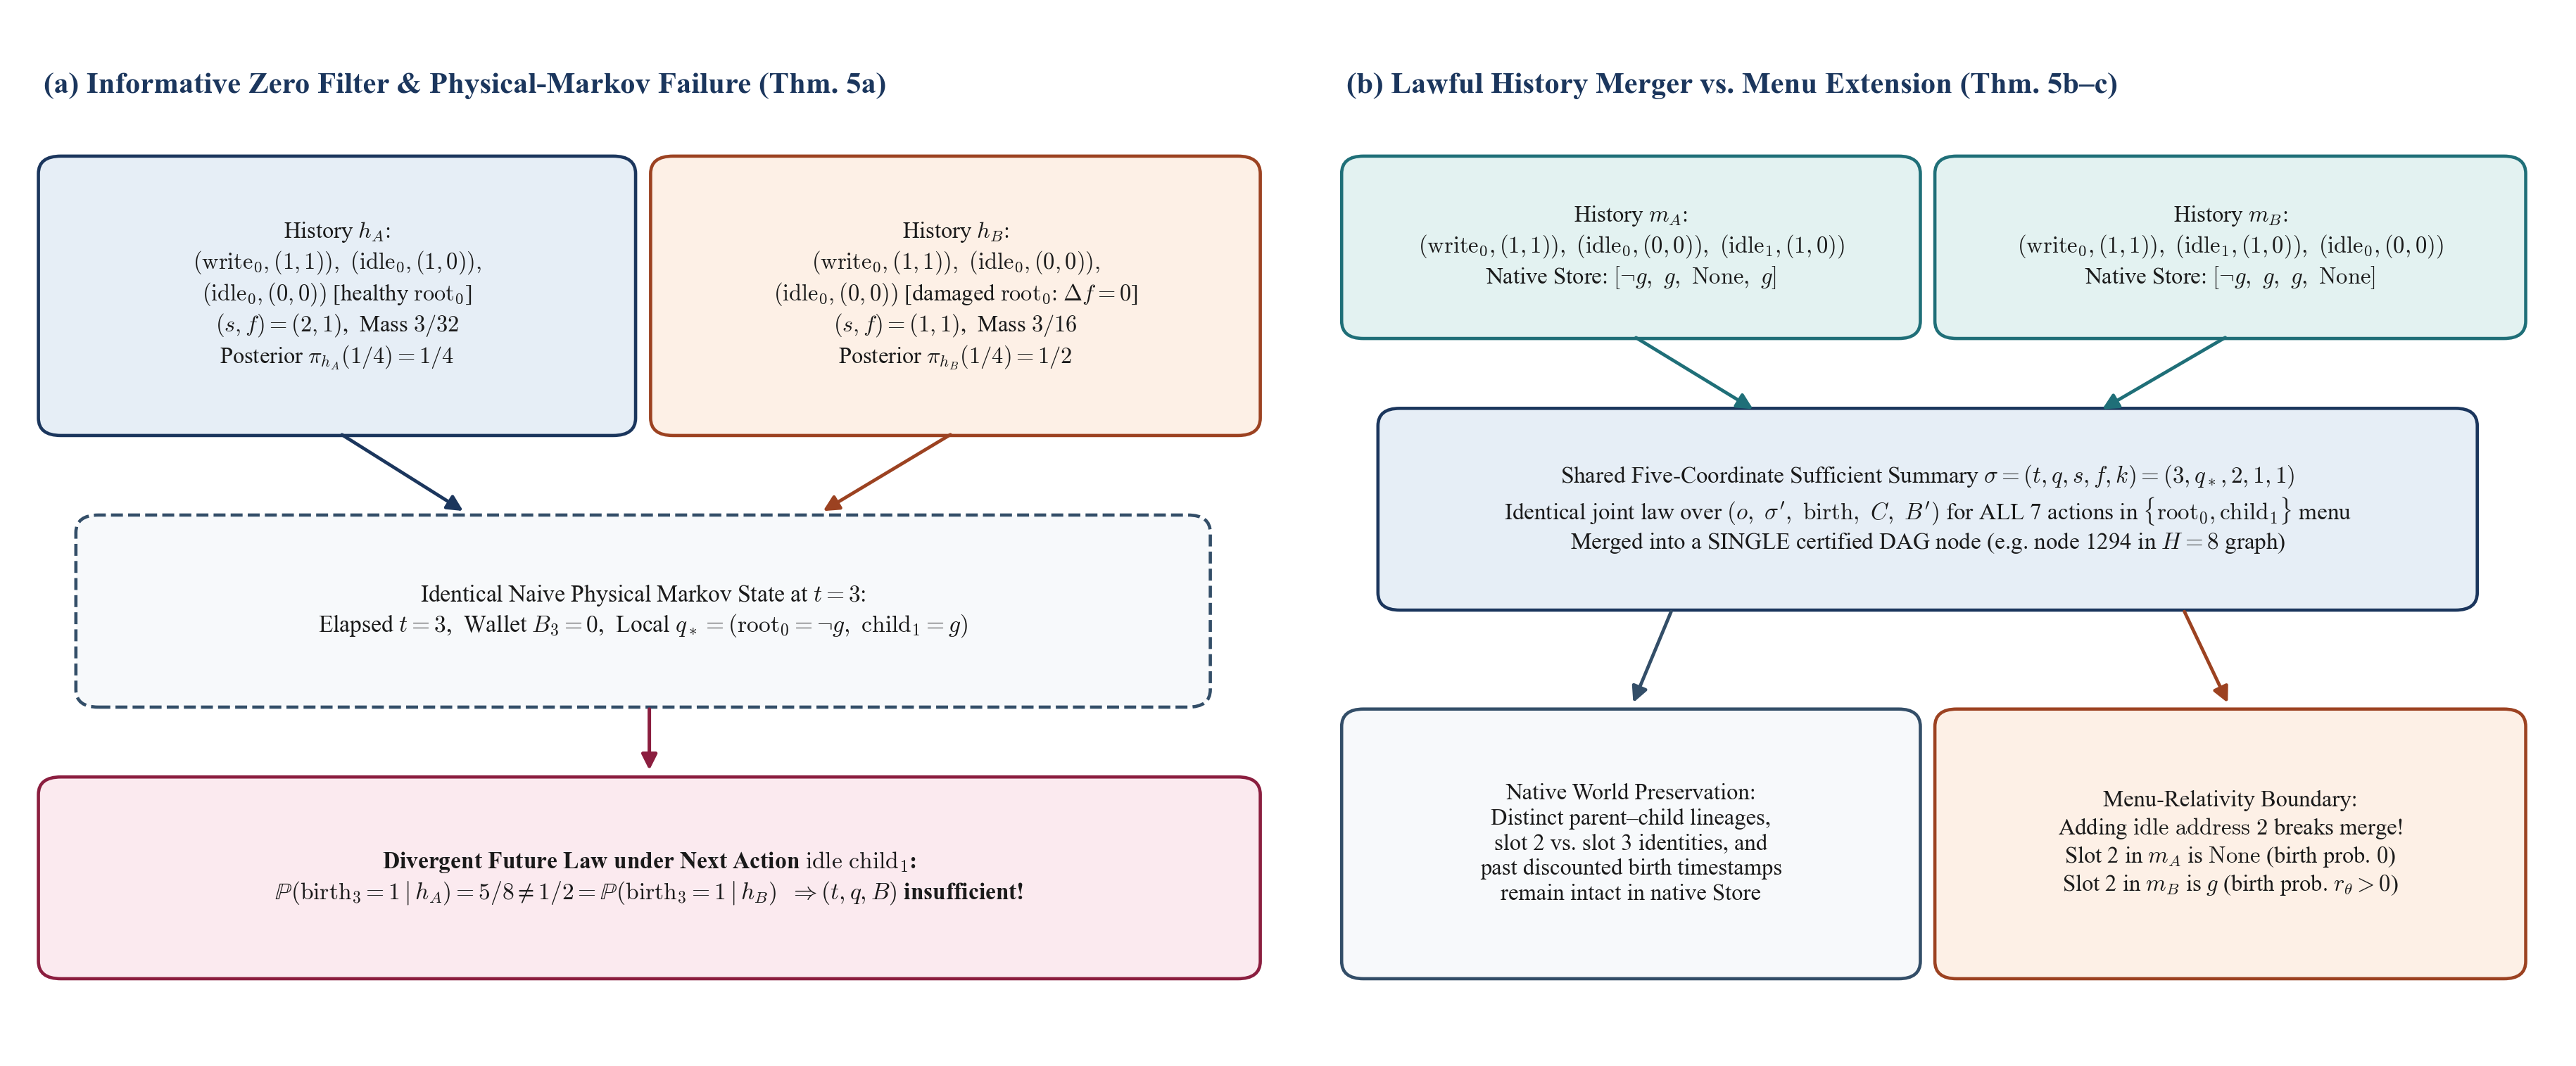 (a) Informative Zero Filter & Physical-Markov Failure (Thm. 5a)
History h_A:
(write_0, (1, 1)), (idle_0, (1, 0)),
(idle_0, (0, 0)) [healthy root_0]
(s, f) = (2, 1), Mass 3/32
Posterior π_{h_A}(1/4) = 1/4
History h_B:
(write_0, (1, 1)), (idle_0, (0, 0)),
(idle_0, (0, 0)) [damaged root_0: Δf = 0]
(s, f) = (1, 1), Mass 3/16
Posterior π_{h_B}(1/4) = 1/2
Identical Naive Physical Markov State at t = 3:
Elapsed t = 3, Wallet B_3 = 0, Local q_* = (root_0 = ¬g, child_1 = g)
Divergent Future Law under Next Action idle child_1:
ℙ(birth_3 = 1 | h_A) = 5/8 ≠ 1/2 = ℙ(birth_3 = 1 | h_B) ⇒ (t, q, B) insufficient!
(b) Lawful History Merger vs. Menu Extension (Thm. 5b–c)
History m_A:
(write_0, (1, 1)), (idle_0, (0, 0)), (idle_1, (1, 0))
Native Store: [¬g, g, None, g]
History m_B:
(write_0, (1, 1)), (idle_1, (1, 0)), (idle_0, (0, 0))
Native Store: [¬g, g, g, None]
Shared Five-Coordinate Sufficient Summary σ = (t, q, s, f, k) = (3, q_*, 2, 1, 1)
Identical joint law over (o, σ′, birth, C, B′) for ALL 7 actions in {root_0, child_1} menu
Merged into a SINGLE certified DAG node (e.g. node 1294 in H = 8 graph)
Native World Preservation:
Distinct parent–child lineages,
slot 2 vs. slot 3 identities, and
past discounted birth timestamps
remain intact in native Store
Menu-Relativity Boundary:
Adding idle address 2 breaks merge!
Slot 2 in m_A is None (birth prob. 0)
Slot 2 in m_B is g (birth prob. r_θ > 0)